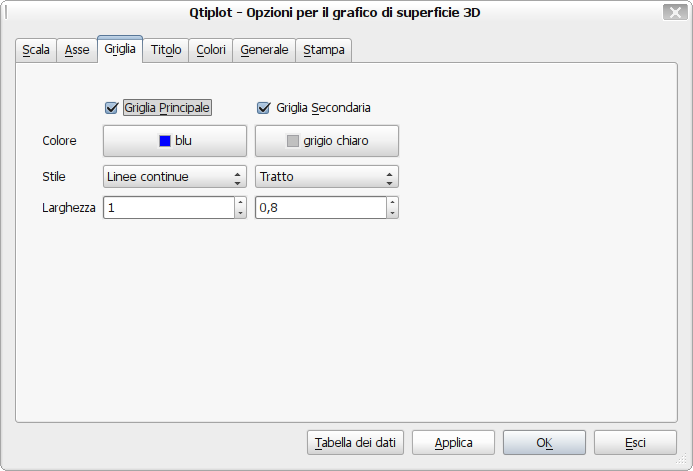 Qtiplot - Opzioni per il grafico di superficie 3D
Scala Asse Griglia Titolo Colori Generale Stampa
Griglia Principale Griglia Secondaria
Colore blu grigio chiaro
Stile Linee continue Tratto
Larghezza 1 0,8
Tabella dei dati Applica OK Esci